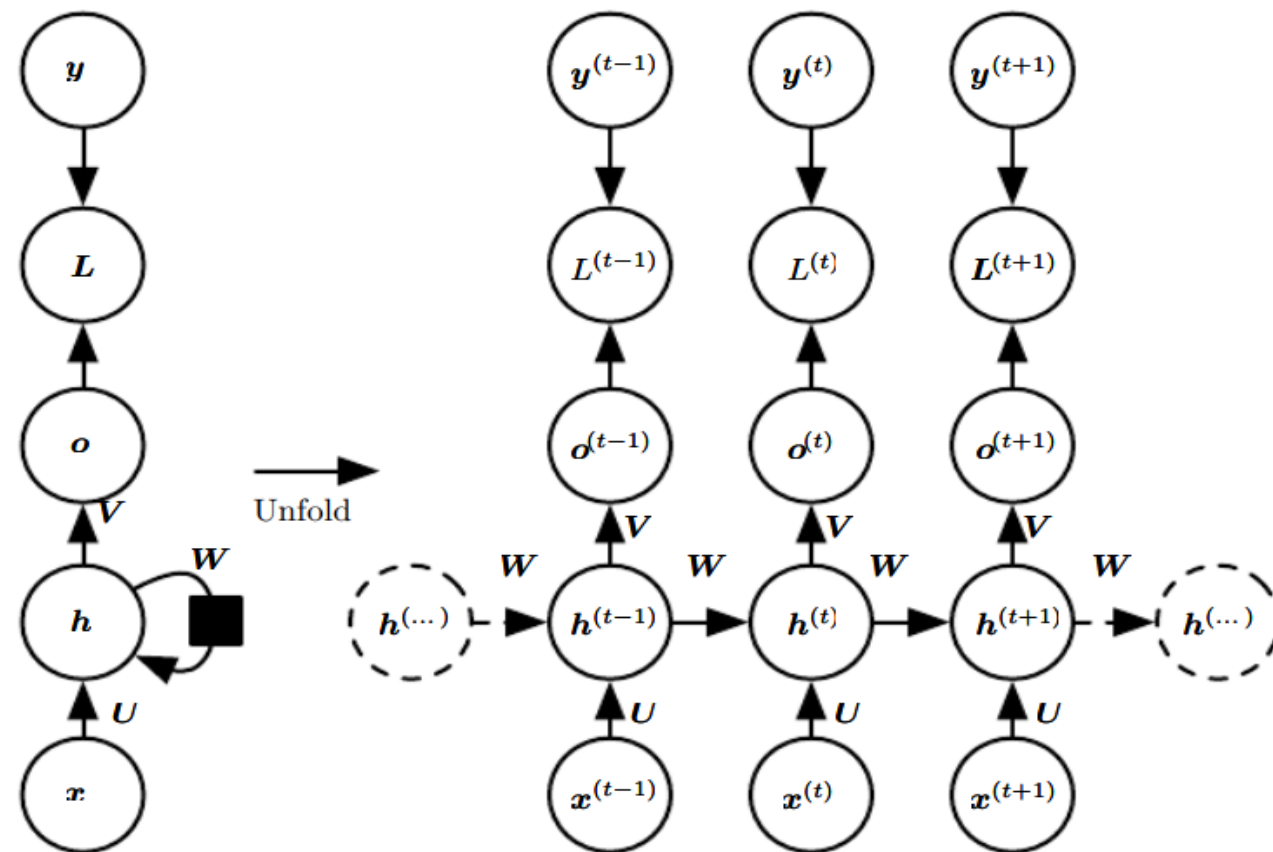 y y^(t−1) y^(t) y^(t+1)
L L^(t−1) L^(t) L^(t+1)
o o^(t−1) o^(t) o^(t+1)
Unfold
V V V V
W W W W W
h h^(...) h^(t−1) h^(t) h^(t+1) h^(...)
U U U U
x x^(t−1) x^(t) x^(t+1)